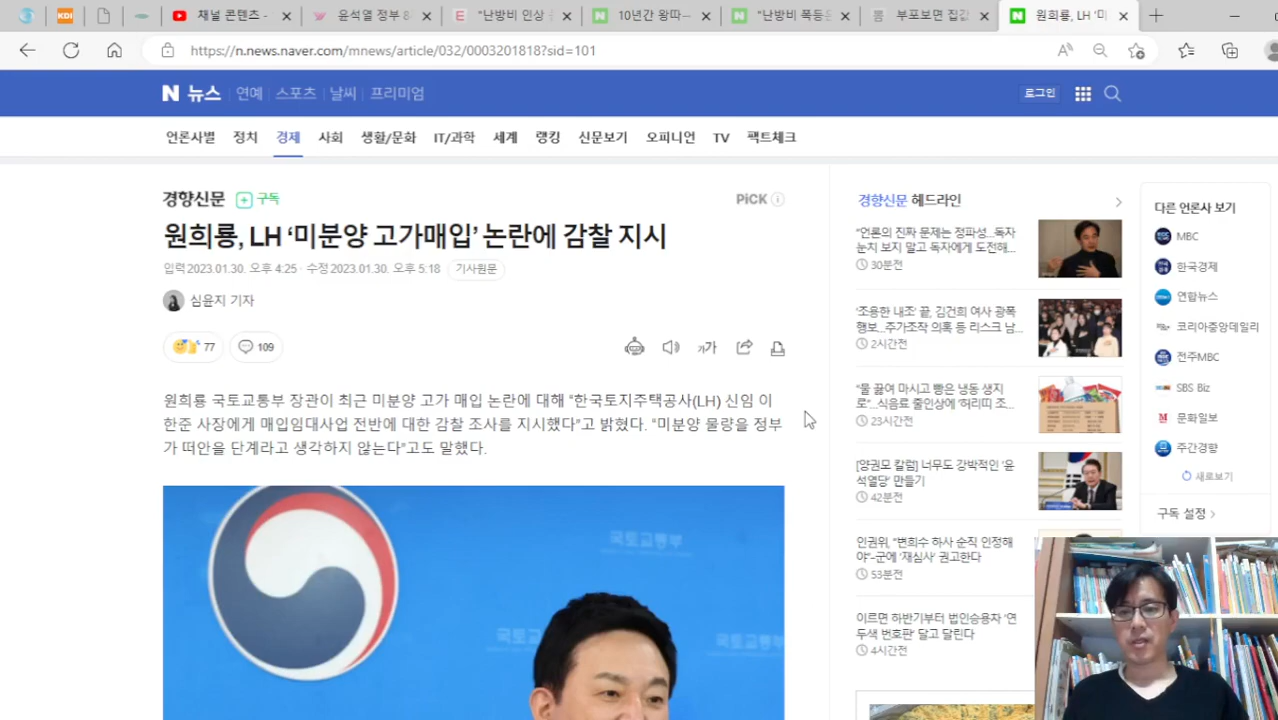 KDI
채널 콘텐츠 -
윤석열 정부 8
"난방비 인상
10년간 왕따…
"난방비 폭등
부포보면 집값
원희룡, LH '미
https://n.news.naver.com/mnews/article/032/0003201818?sid=101
N 뉴스
연예
스포츠
날씨
프리미엄
로그인
언론사별
정치
경제
사회
생활/문화
IT/과학
세계
랭킹
신문보기
오피니언
TV
팩트체크
경향신문
구독
PiCK
원희룡, LH '미분양 고가매입' 논란에 감찰 지시
입력 2023.01.30. 오후 4:25 · 수정 2023.01.30. 오후 5:18
기사원문
심윤지 기자
77
109
가가
원희룡 국토교통부 장관이 최근 미분양 고가 매입 논란에 대해 "한국토지주택공사(LH) 신임 이
한준 사장에게 매입임대사업 전반에 대한 감찰 조사를 지시했다"고 밝혔다. "미분양 물량을 정부
가 떠안을 단계라고 생각하지 않는다"고도 말했다.
국토교통부
국토교
국토교통부
경향신문 헤드라인
"언론의 진짜 문제는 정파성…독자
눈치 보지 말고 독자에게 도전해...
30분전
'조용한 내조' 끝, 김건희 여사 광폭
행보…주가조작 의혹 등 리스크 남...
2시간전
"물 끓여 마시고 빵은 냉동 생지
로"…식음료 줄인상에 허리띠 조...
23시간전
[양권모 칼럼] 너무도 강박적인 '윤
석열당' 만들기
42분전
인권위, "변희수 하사 순직 인정해
야"-군에 '재심사' 권고한다
53분전
이르면 하반기부터 법인승용차 '연
두색 번호판' 달고 달린다
4시간전
다른 언론사 보기
MBC
한국경제
연합뉴스
코리아중앙데일리
전주MBC
SBS Biz
문화일보
주간경향
새로보기
구독 설정